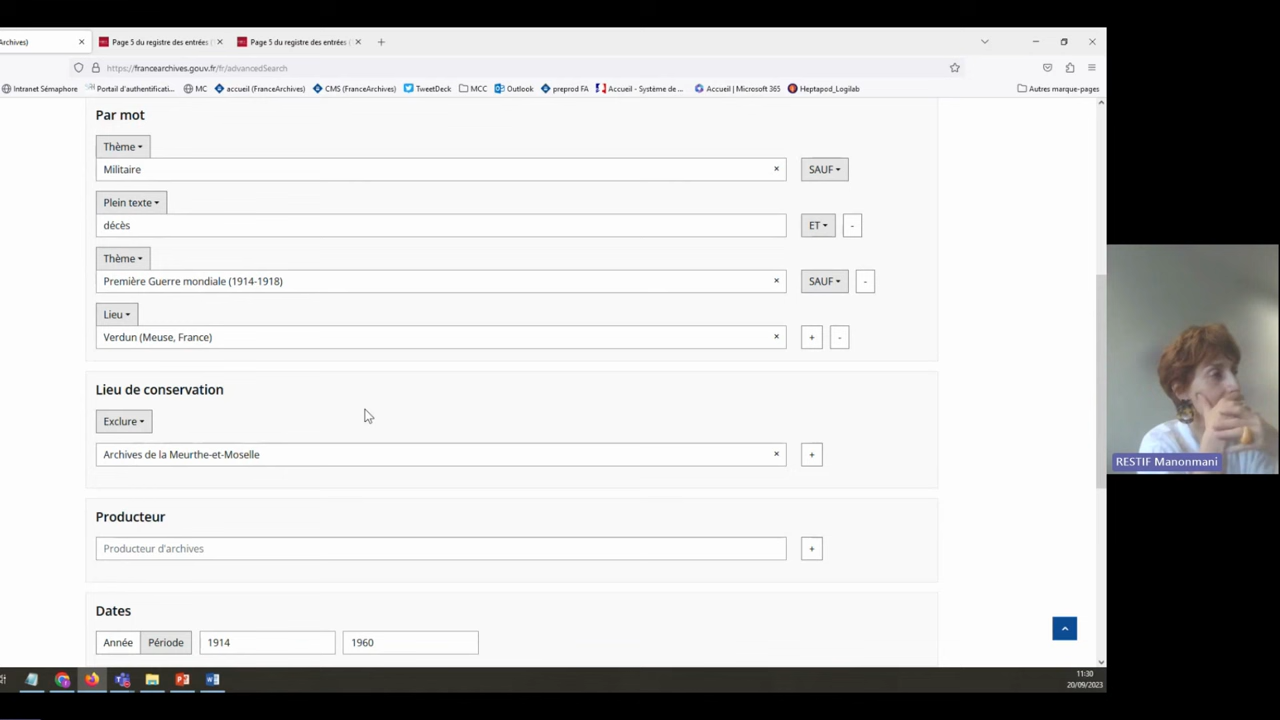 Archives)
Page 5 du registre des entrées (
Page 5 du registre des entrées (
https://francearchives.gouv.fr/fr/advancedSearch
Intranet Sémaphore
Portail d'authentificati...
MC
accueil (FranceArchives)
CMS (FranceArchives)
TweetDeck
MCC
Outlook
preprod FA
Accueil - Système de ...
Accueil | Microsoft 365
Heptapod_Logilab
Autres marque-pages
Par mot
Thème
Militaire × SAUF
Plein texte
décès ET -
Thème
Première Guerre mondiale (1914-1918) × SAUF -
Lieu
Verdun (Meuse, France) × + -
Lieu de conservation
Exclure
Archives de la Meurthe-et-Moselle × +
Producteur
Producteur d'archives +
Dates
Année Période 1914 1960
RESTIF Manonmani
11:30
20/09/2023